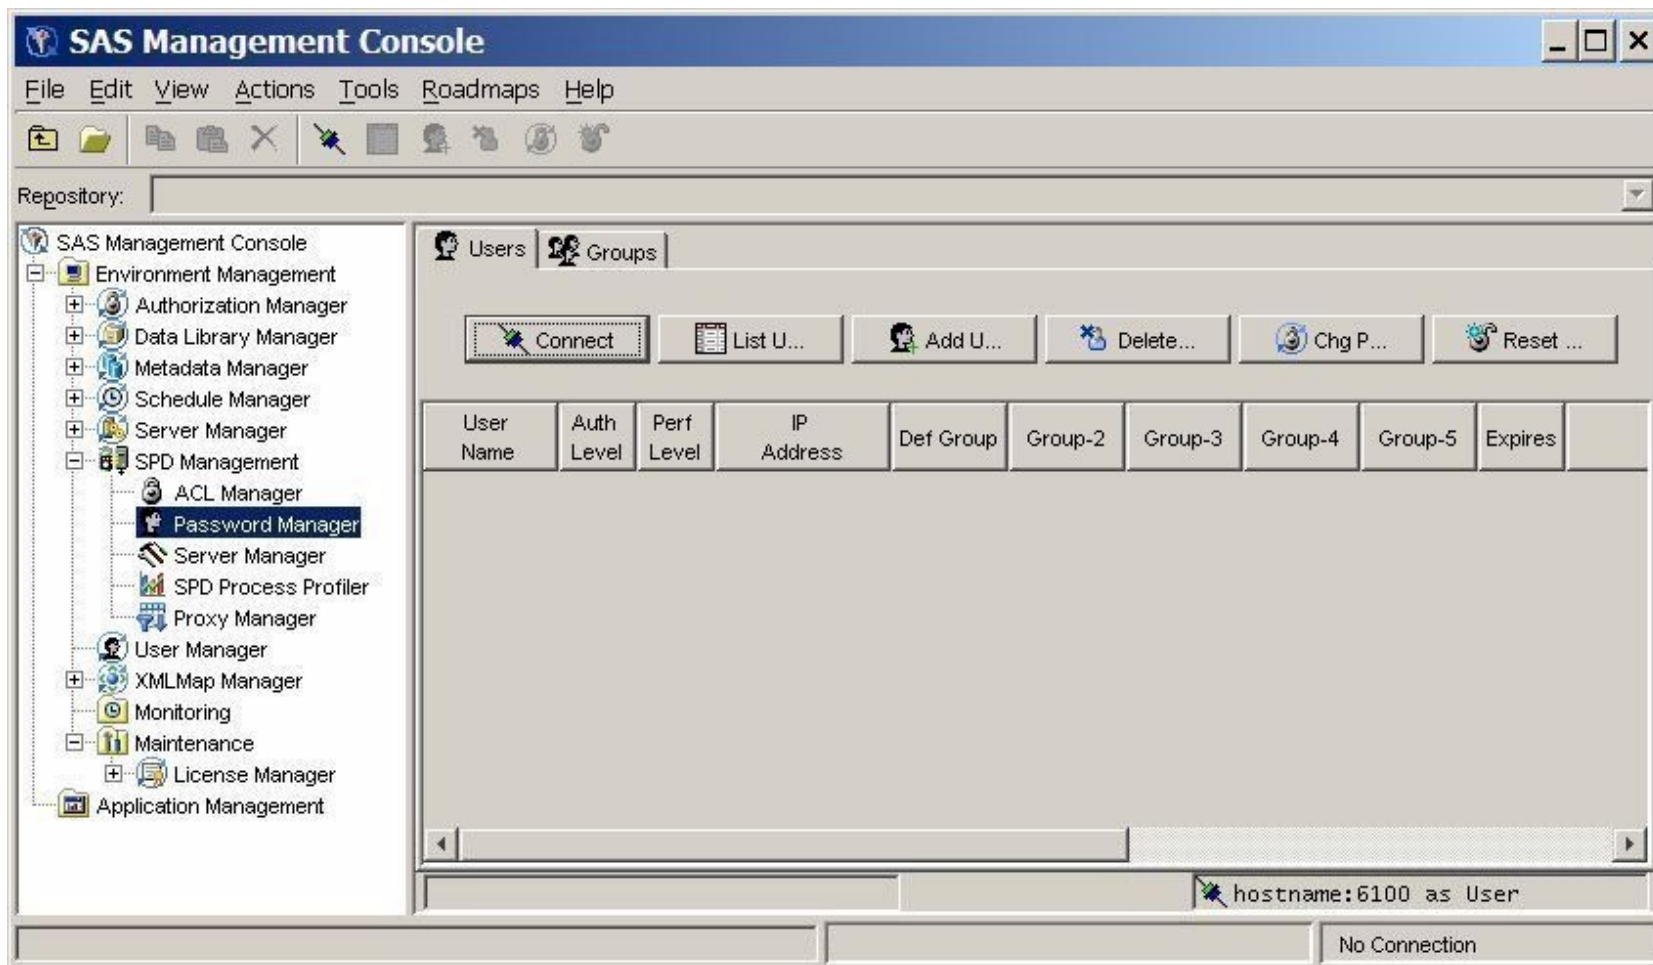 SAS Management Console
File Edit View Actions Tools Roadmaps Help
Repository:
SAS Management Console
Environment Management
Authorization Manager
Data Library Manager
Metadata Manager
Schedule Manager
Server Manager
SPD Management
ACL Manager
Password Manager
Server Manager
SPD Process Profiler
Proxy Manager
User Manager
XMLMap Manager
Monitoring
Maintenance
License Manager
Application Management
Users Groups
Connect List U... Add U... Delete... Chg P... Reset ...
User Name Auth Level Perf Level IP Address Def Group Group-2 Group-3 Group-4 Group-5 Expires
hostname:6100 as User
No Connection